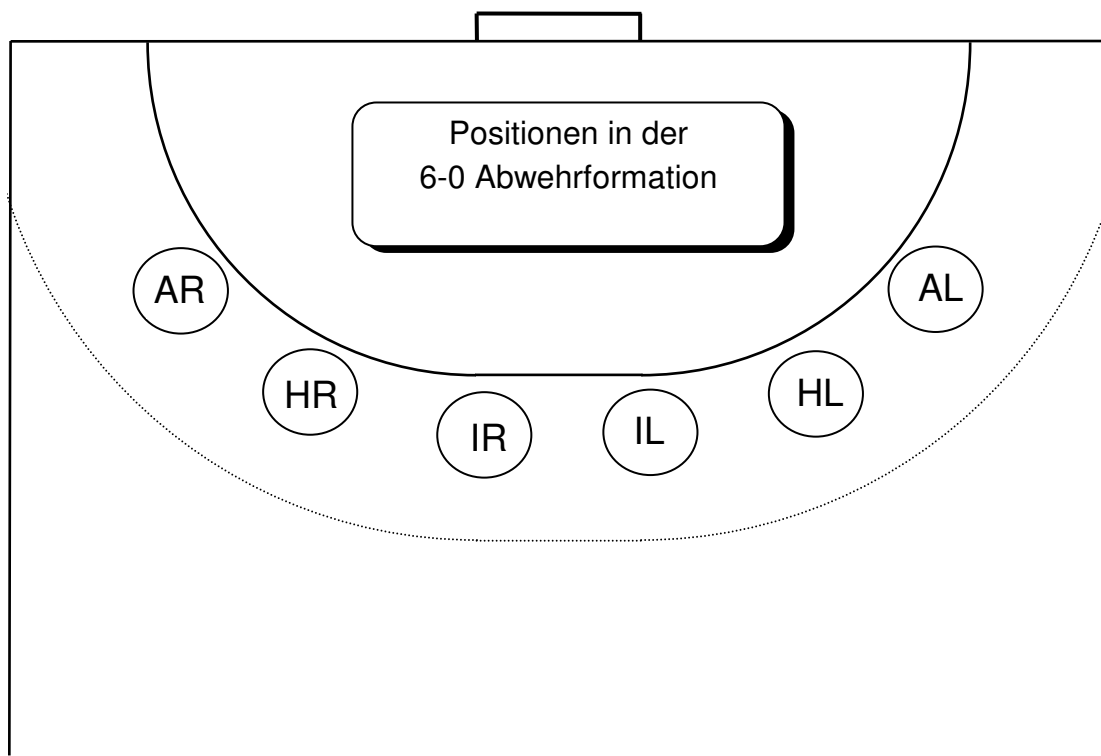 Positionen in der
6-0 Abwehrformation
AR
AL
HR
HL
IR
IL